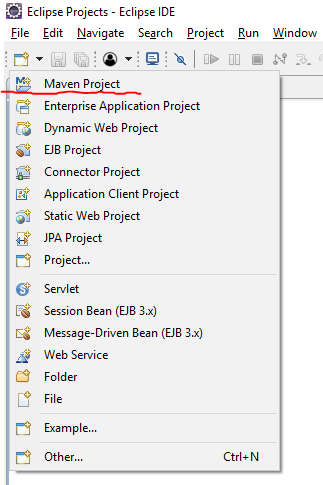 Eclipse Projects - Eclipse IDE
File Edit Navigate Search Project Run Window
Maven Project
Enterprise Application Project
Dynamic Web Project
EJB Project
Connector Project
Application Client Project
Static Web Project
JPA Project
Project...
Servlet
Session Bean (EJB 3.x)
Message-Driven Bean (EJB 3.x)
Web Service
Folder
File
Example...
Other... Ctrl+N